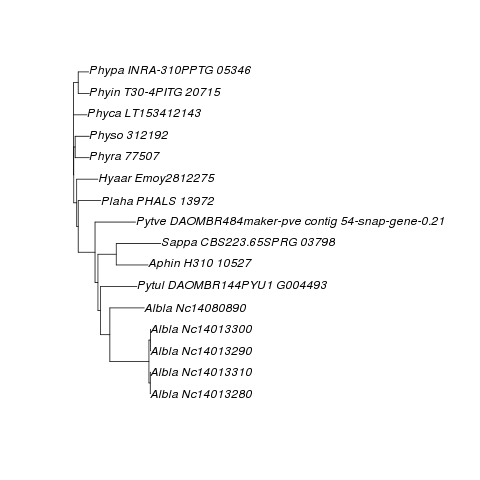 Phypa INRA-310PPTG 05346
Phyin T30-4PITG 20715
Phyca LT153412143
Physo 312192
Phyra 77507
Hyaar Emoy2812275
Plaha PHALS 13972
Pytve DAOMBR484maker-pve contig 54-snap-gene-0.21
Sappa CBS223.65SPRG 03798
Aphin H310 10527
Pytul DAOMBR144PYU1 G004493
Albla Nc14080890
Albla Nc14013300
Albla Nc14013290
Albla Nc14013310
Albla Nc14013280